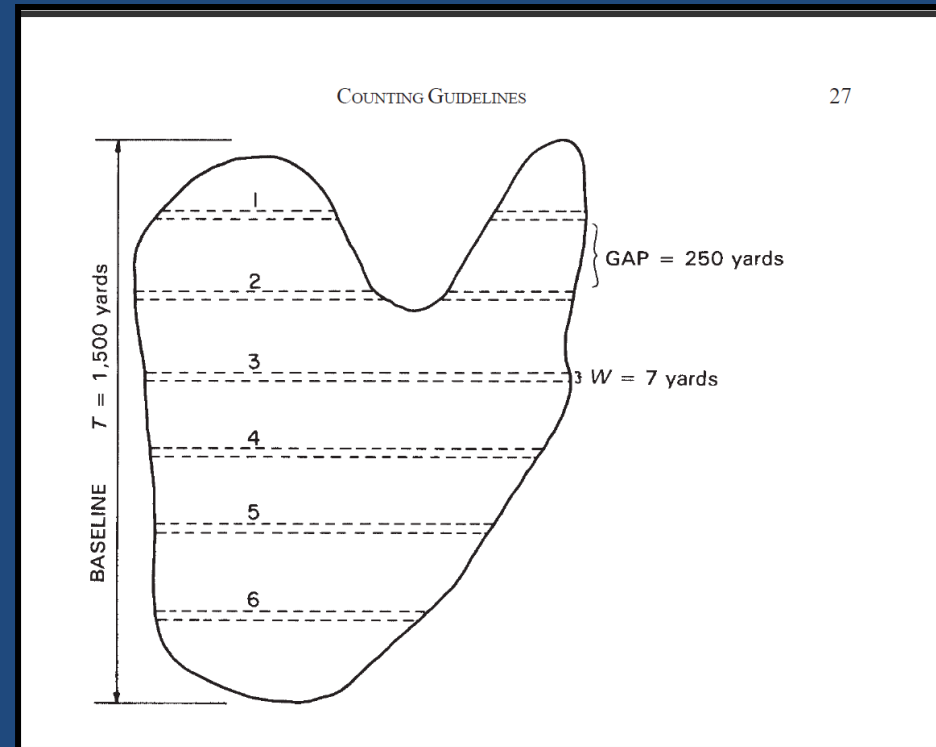 COUNTING GUIDELINES 27
1
GAP = 250 yards
2
3
W = 7 yards
4
5
6
BASELINE T = 1,500 yards